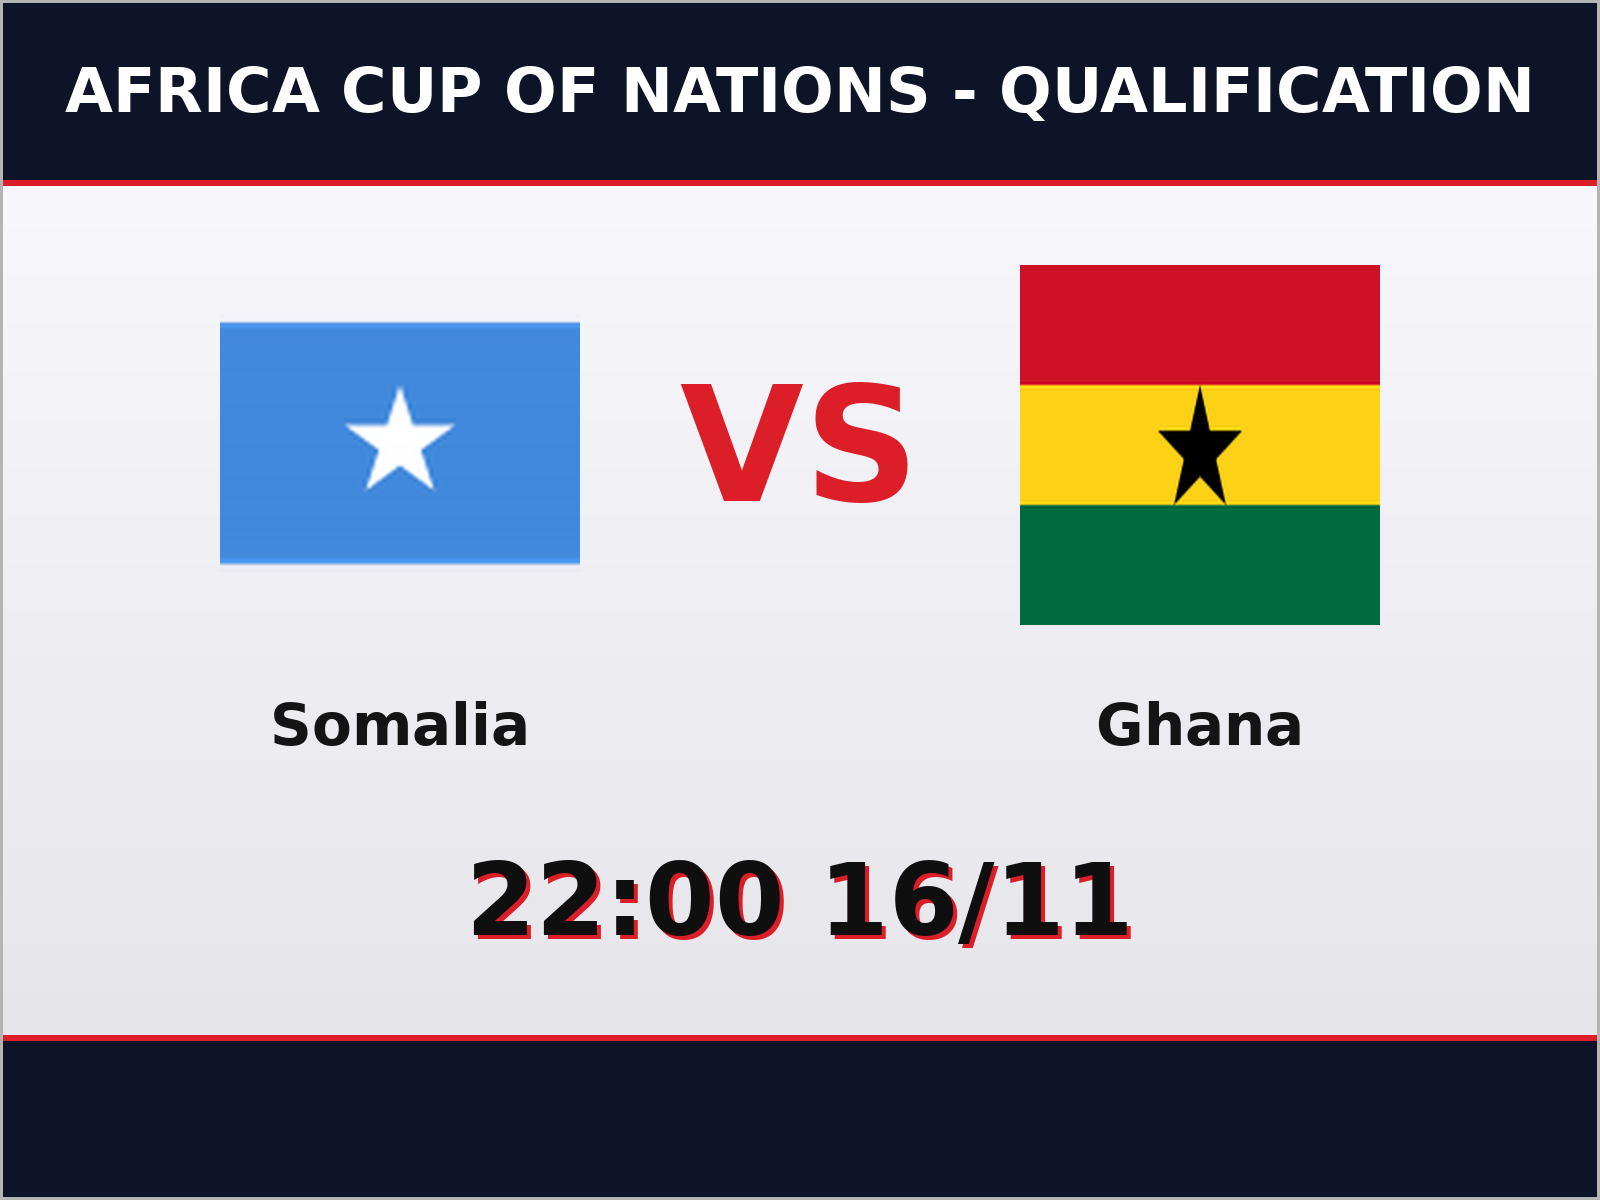 AFRICA CUP OF NATIONS - QUALIFICATION
VS
Somalia
Ghana
22:00 16/11